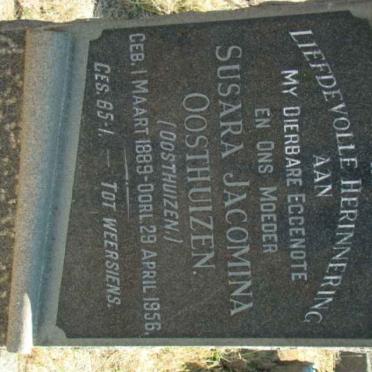 LIEFDEVOLLE HERINNERING
AAN
MY DIERBARE EGGENOTE
EN ONS MOEDER
SUSARA JACOMINA
OOSTHUIZEN.
(OOSTHUIZEN.)
GEB. 1 MAART 1889-OORL. 29 APRIL 1956.
GES. 65:1. — TOT WEERSIENS.